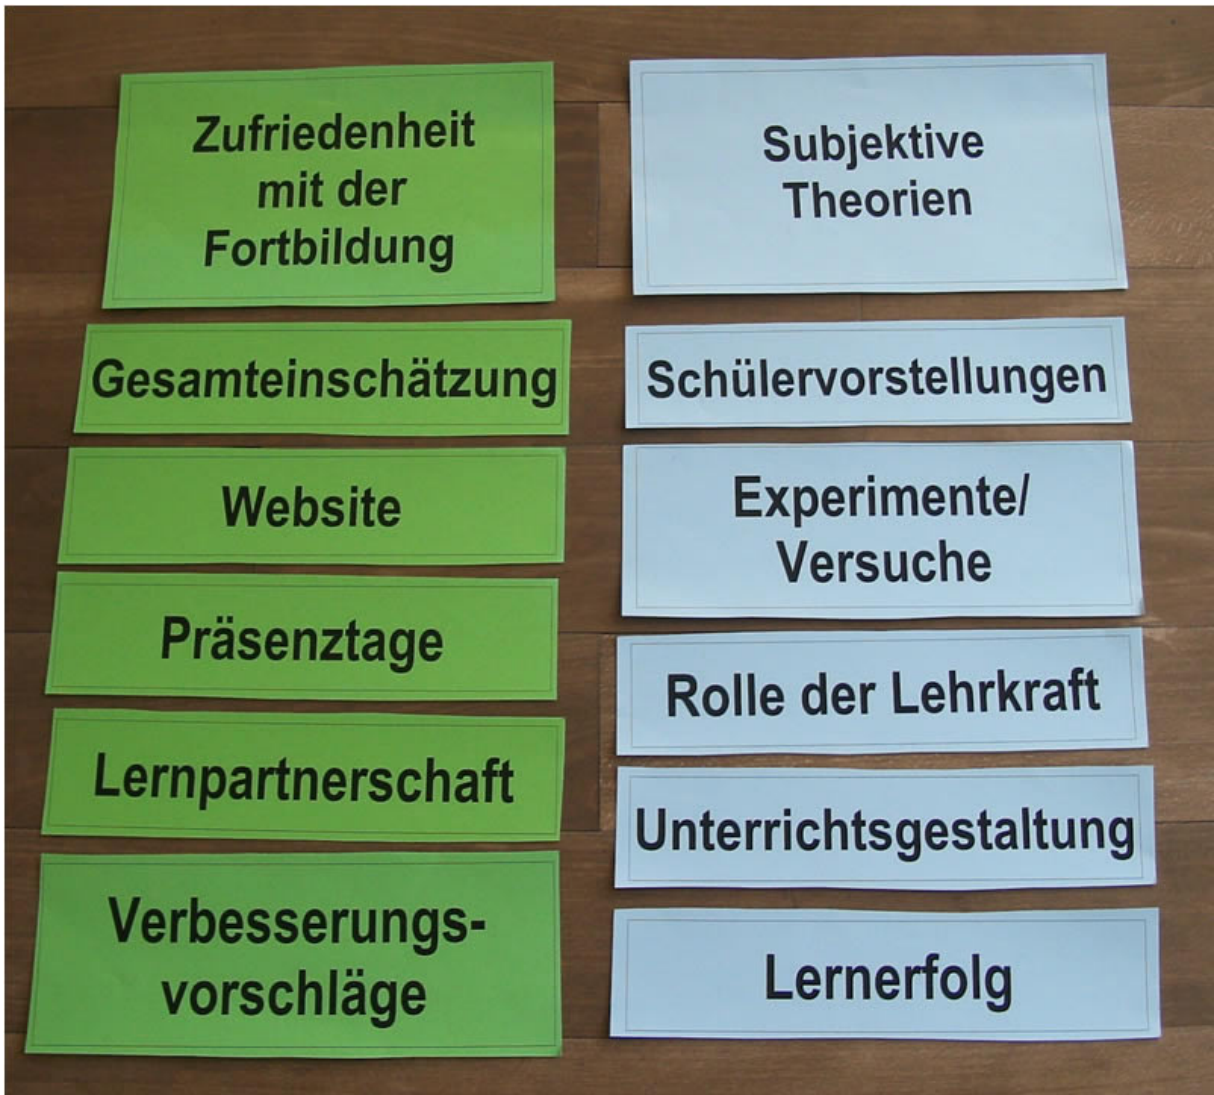 Zufriedenheit
mit der
Fortbildung
Gesamteinschätzung
Website
Präsenztage
Lernpartnerschaft
Verbesserungs-
vorschläge
Subjektive
Theorien
Schülervorstellungen
Experimente/
Versuche
Rolle der Lehrkraft
Unterrichtsgestaltung
Lernerfolg